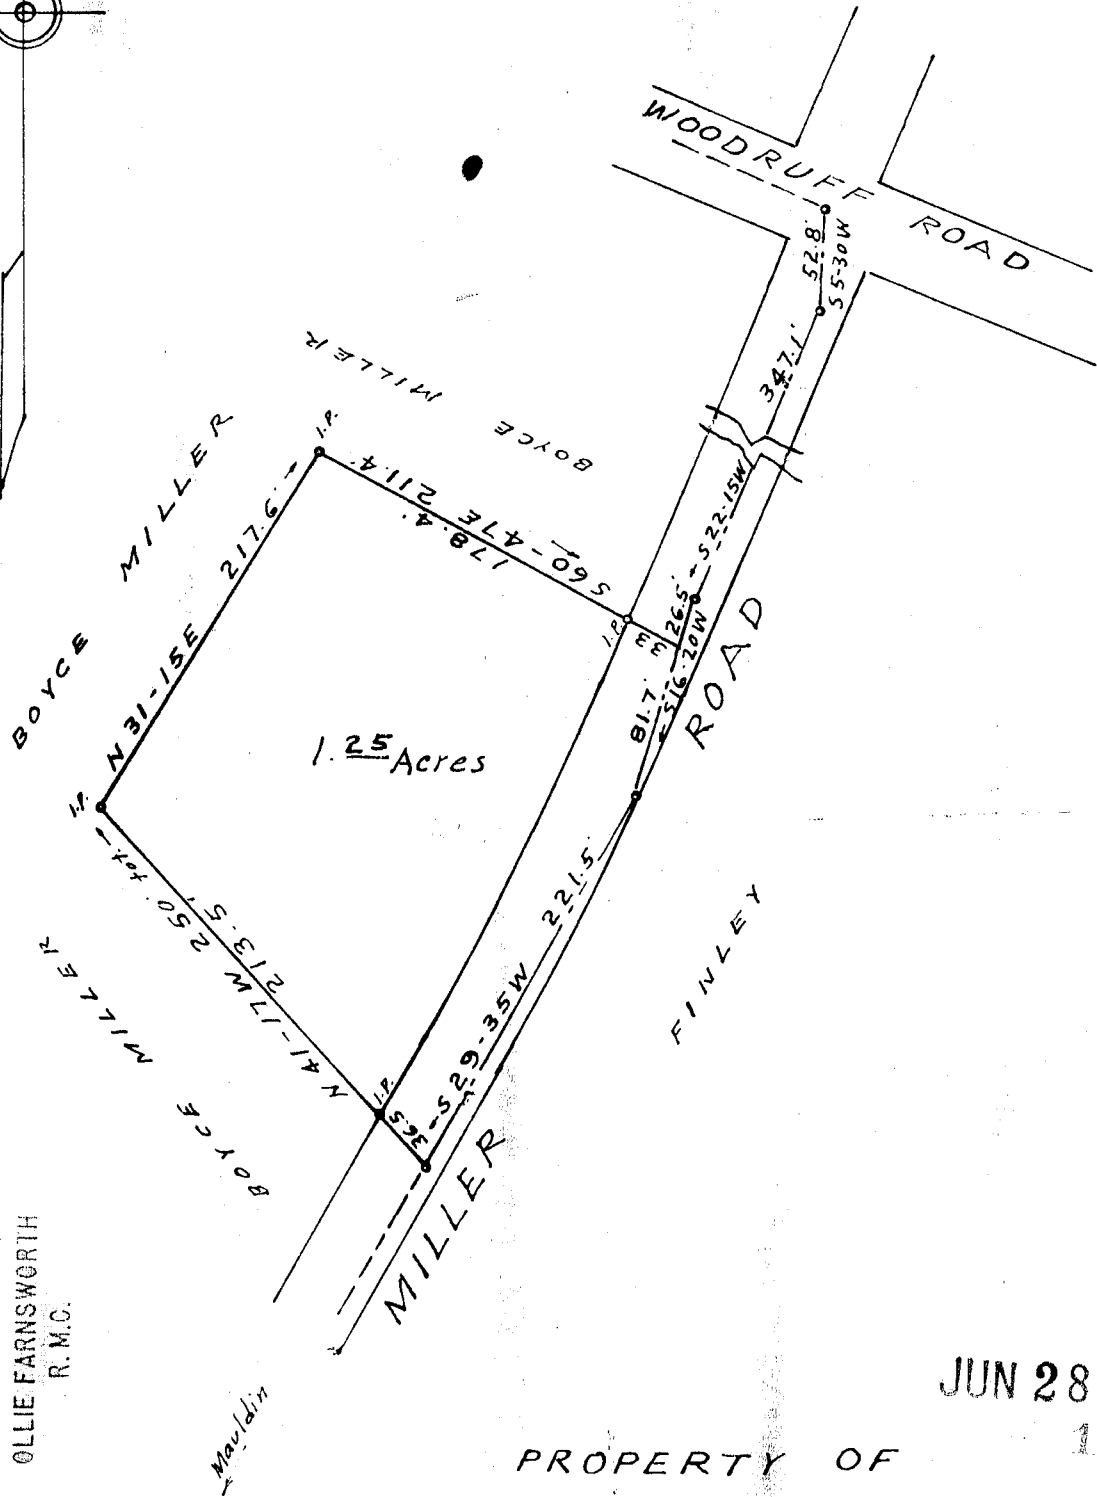 WOODRUFF ROAD
52.8'
S5-30W
347.1'
S22-15W
BOYCE MILLER
I.P.
211.4'
S60-47E
178.4'
BOYCE MILLER
217.6'
N31-15E
I.P.
I.P.
33
26.5'
S16-20W
81.7'
1.25 Acres
MILLER ROAD
I.P.
250' tot.
N41-17W
213.5'
BOYCE MILLER
36.5
S29-35W
221.5'
FINLEY
OLLIE FARNSWORTH
R.M.C.
Mauldin
JUN 28
1
PROPERTY OF